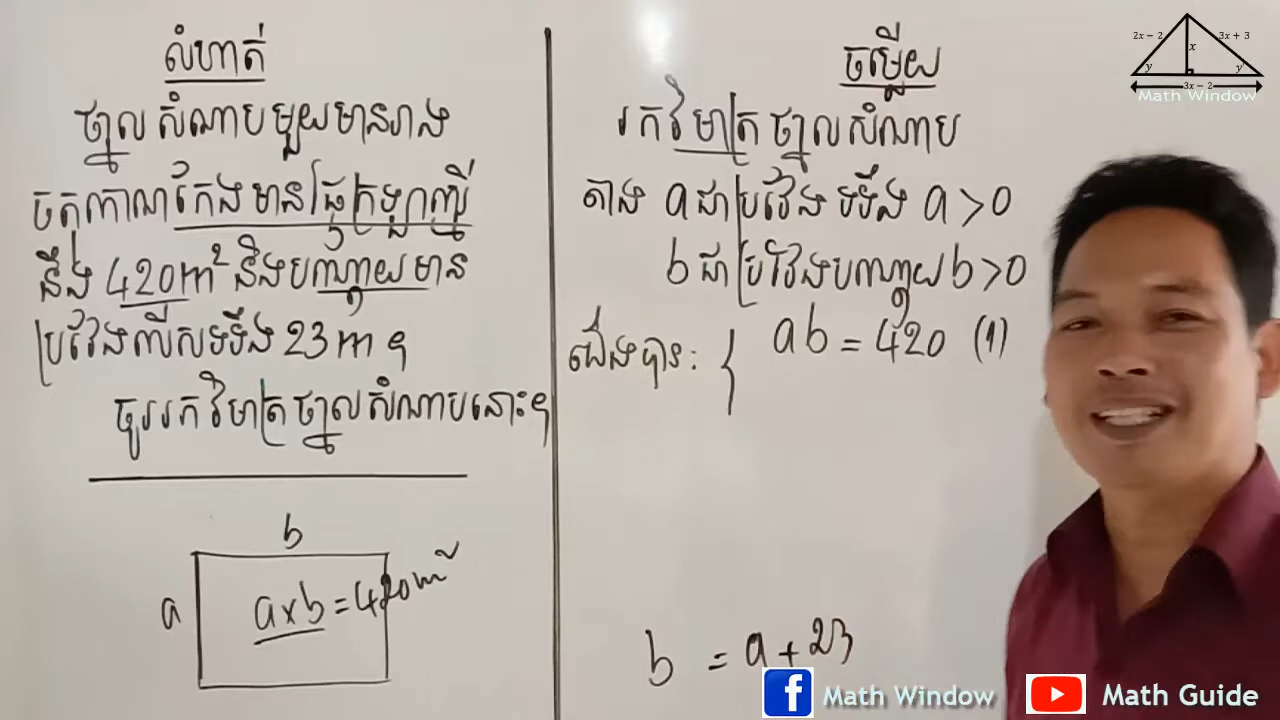 លំហាត់
ថ្នាលសំណាបមួយមានរាង
ចតុកោណកែងមានផ្ទៃក្រឡាស្មើ
នឹង 420m² និងបណ្តោយមាន
ប្រវែងលើសទទឹង 23m ។
ចូររករកវិមាត្រថ្នាលសំណាបនោះ។
b
a
a×b = 420m²
ចម្លើយ
រកវិមាត្រថ្នាលសំណាប
តាង a ជាប្រវែងទទឹង a > 0
b ជាប្រវែងបណ្តោយ b > 0
យើងបាន: { ab = 420 (1)
b = a + 23
2x − 2
3x + 3
x
y
y
3x − 2
Math Window
Math Window
Math Guide